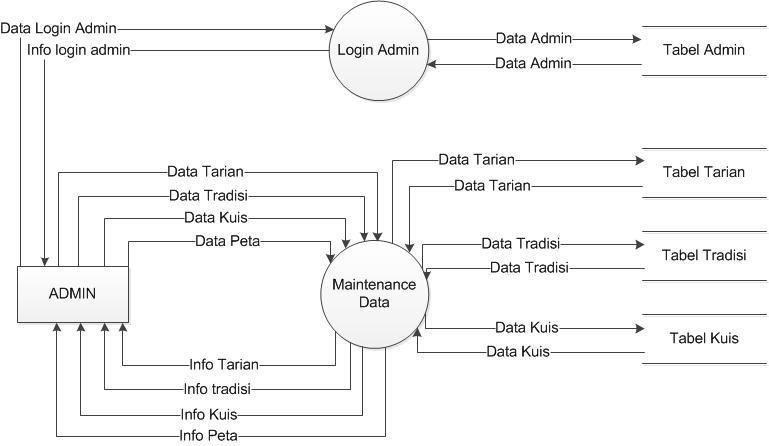 Data Login Admin
Info login admin
Login Admin
Data Admin
Data Admin
Tabel Admin
Data Tarian
Data Tradisi
Data Kuis
Data Peta
Data Tarian
Data Tarian
Tabel Tarian
Data Tradisi
Data Tradisi
Tabel Tradisi
ADMIN
Maintenance
Data
Data Kuis
Data Kuis
Tabel Kuis
Info Tarian
Info tradisi
Info Kuis
Info Peta